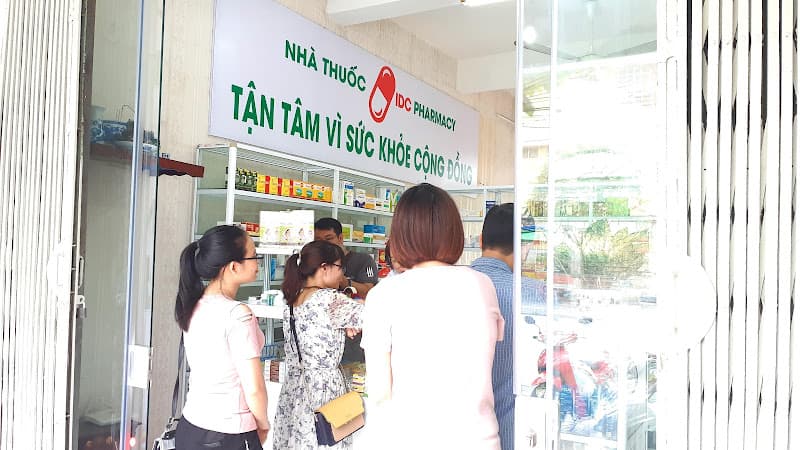 NHÀ THUỐC IDC PHARMACY
TẬN TÂM VÌ SỨC KHỎE CỘNG ĐỒNG